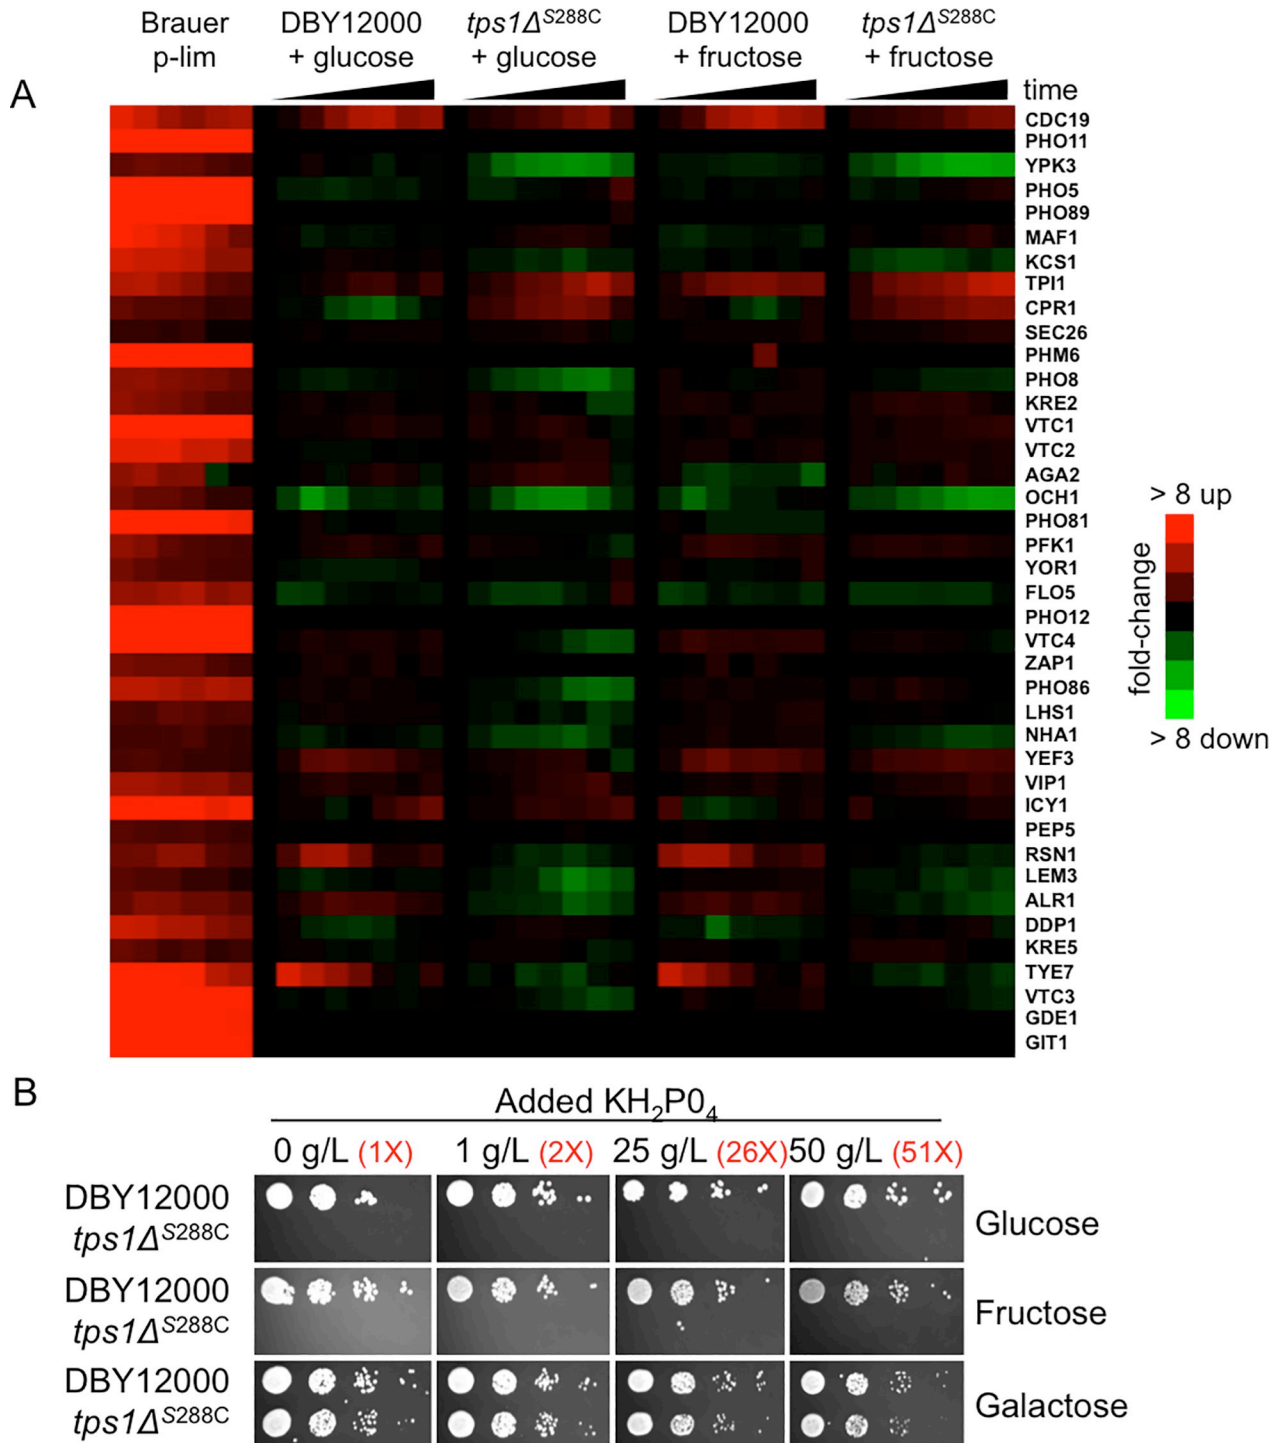 Brauer p-lim
DBY12000 + glucose
tps1Δ^S288C + glucose
DBY12000 + fructose
tps1Δ^S288C + fructose
A
time
CDC19
PHO11
YPK3
PHO5
PHO89
MAF1
KCS1
TPI1
CPR1
SEC26
PHM6
PHO8
KRE2
VTC1
VTC2
AGA2
OCH1
PHO81
PFK1
YOR1
FLO5
PHO12
VTC4
ZAP1
PHO86
LHS1
NHA1
YEF3
VIP1
ICY1
PEP5
RSN1
LEM3
ALR1
DDP1
KRE5
TYE7
VTC3
GDE1
GIT1
> 8 up
fold-change
> 8 down
B
Added KH₂P0₄
0 g/L (1X) 1 g/L (2X) 25 g/L (26X) 50 g/L (51X)
DBY12000
tps1Δ^S288C
Glucose
DBY12000
tps1Δ^S288C
Fructose
DBY12000
tps1Δ^S288C
Galactose